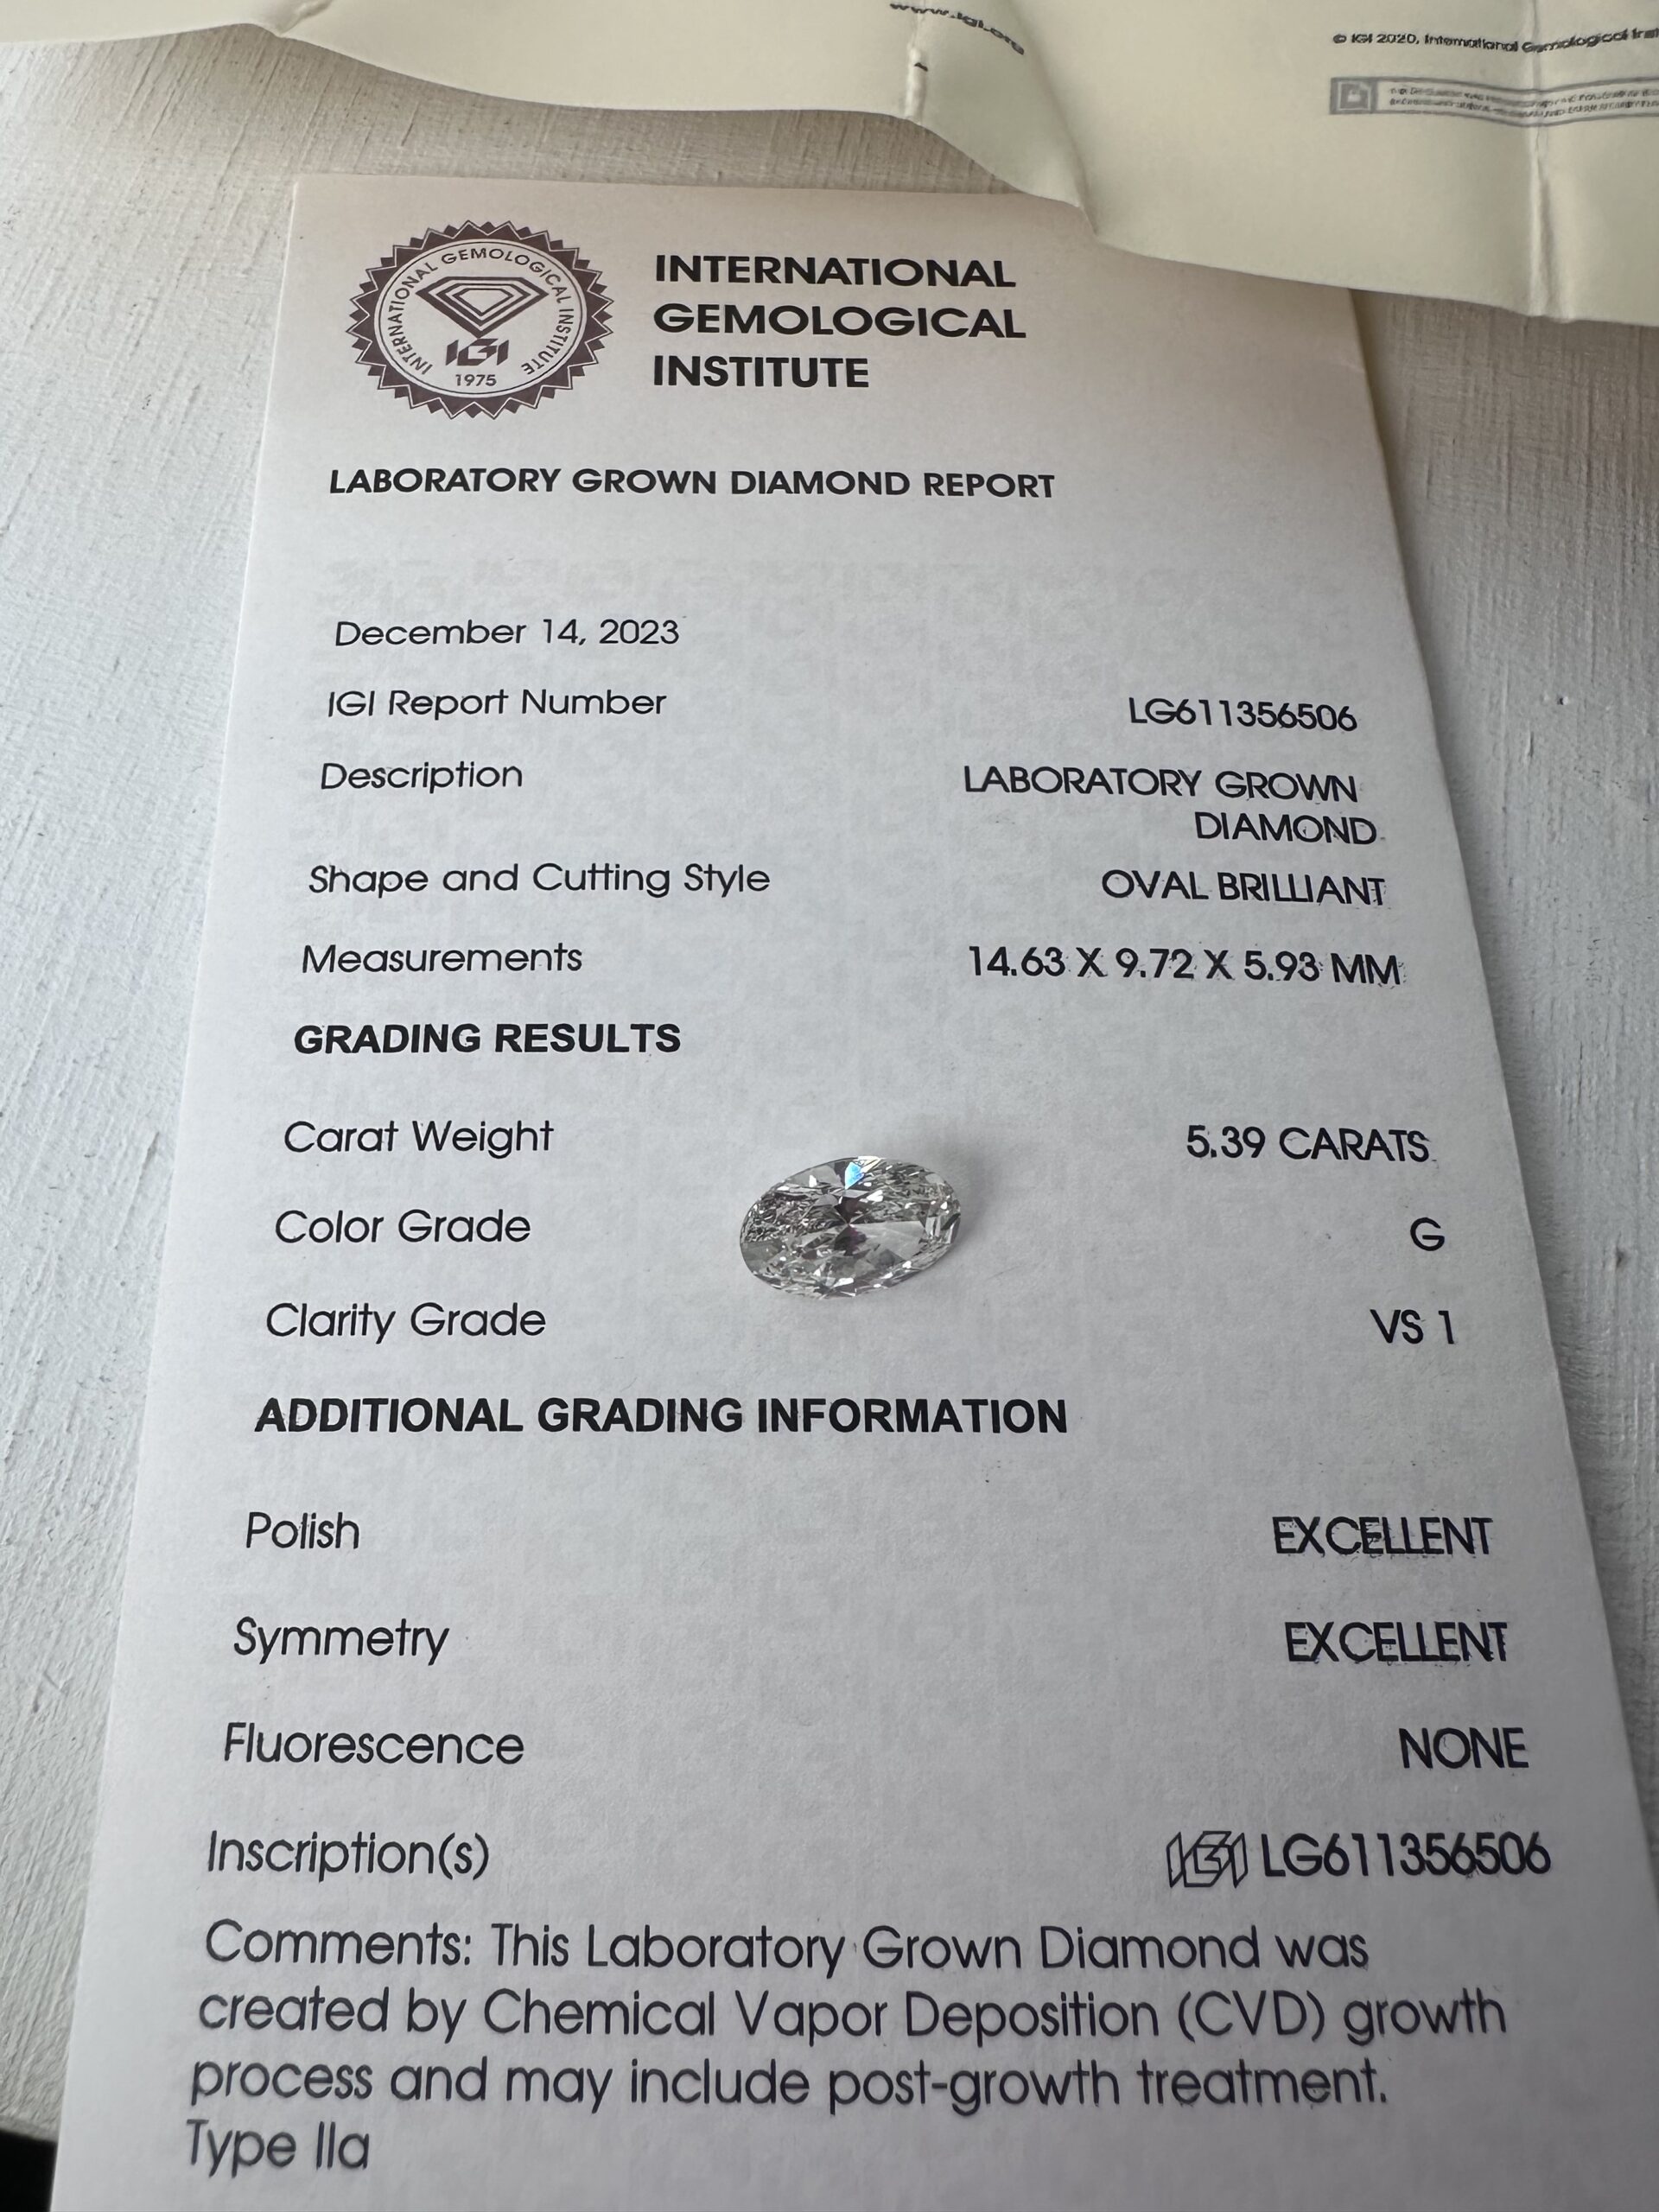 www.igi.org
© IGI 2020, International Gemological
INTERNATIONAL GEMOLOGICAL INSTITUTE
IGI
1975
INTERNATIONAL
GEMOLOGICAL
INSTITUTE
LABORATORY GROWN DIAMOND REPORT
December 14, 2023
IGI Report Number LG611356506
Description LABORATORY GROWN
DIAMOND
Shape and Cutting Style OVAL BRILLIANT
Measurements 14.63 X 9.72 X 5.93 MM
GRADING RESULTS
Carat Weight 5.39 CARATS
Color Grade G
Clarity Grade VS 1
ADDITIONAL GRADING INFORMATION
Polish EXCELLENT
Symmetry EXCELLENT
Fluorescence NONE
Inscription(s) IGI LG611356506
Comments: This Laboratory Grown Diamond was
created by Chemical Vapor Deposition (CVD) growth
process and may include post-growth treatment.
Type IIa